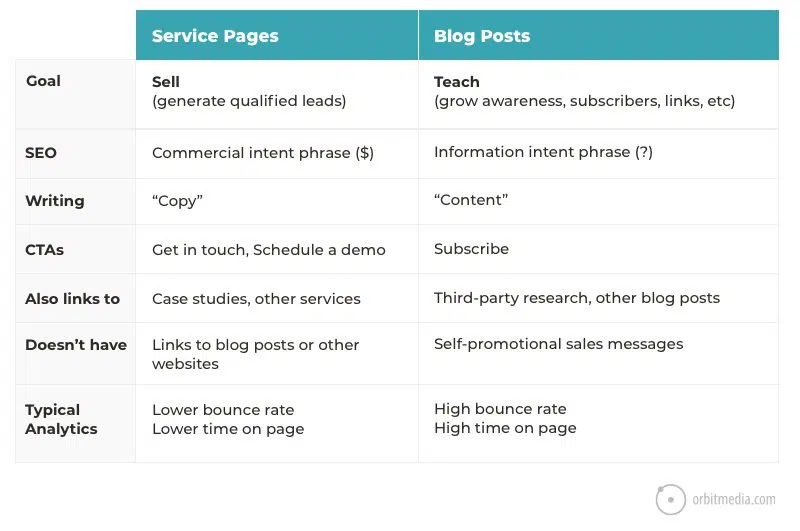 Service Pages
Blog Posts
Goal
Sell
(generate qualified leads)
Teach
(grow awareness, subscribers, links, etc)
SEO
Commercial intent phrase ($)
Information intent phrase (?)
Writing
“Copy”
“Content”
CTAs
Get in touch, Schedule a demo
Subscribe
Also links to
Case studies, other services
Third-party research, other blog posts
Doesn’t have
Links to blog posts or other
websites
Self-promotional sales messages
Typical
Analytics
Lower bounce rate
Lower time on page
High bounce rate
High time on page
orbitmedia.com